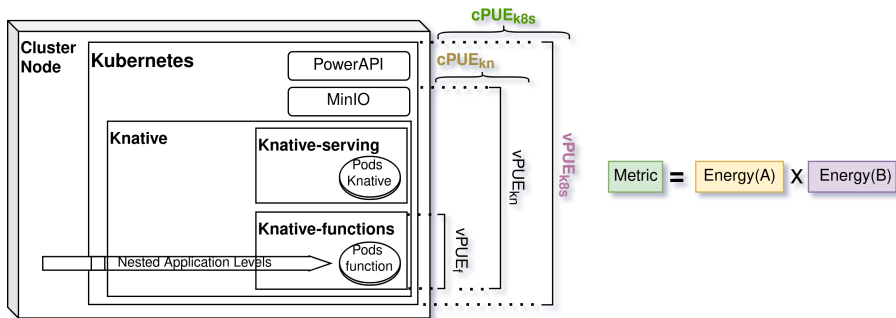 cPUEk8s
Cluster
Node
Kubernetes
cPUEkn
PowerAPI
MinIO
Knative
Knative-serving
Pods
Knative
Knative-functions
Pods
function
Nested Application Levels
vPUEf
vPUEkn
vPUEk8s
Metric = Energy(A) X Energy(B)